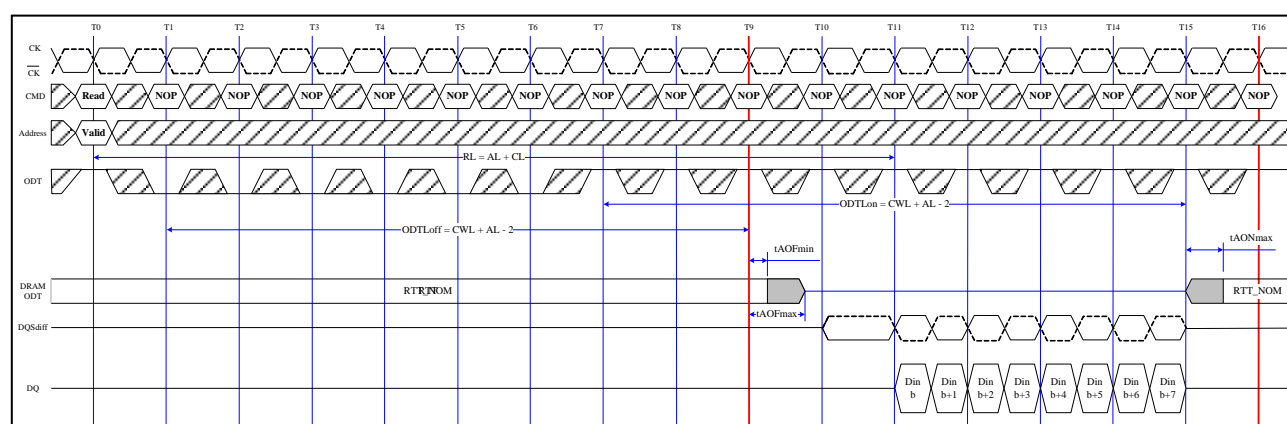 T0 T1 T2 T3 T4 T5 T6 T7 T8 T9 T10 T11 T12 T13 T14 T15 T16
CK
CK
CMD Read NOP NOP NOP NOP NOP NOP NOP NOP NOP NOP NOP NOP NOP NOP NOP NOP
Address Valid
RL = AL + CL
ODT
ODTLon = CWL + AL - 2
ODTLoff = CWL + AL - 2
tAOFmin tAONmax
DRAM ODT RTT_NOM RTT_NOM
tAOFmax
DQSdiff
DQ Din b Din b+1 Din b+2 Din b+3 Din b+4 Din b+5 Din b+6 Din b+7